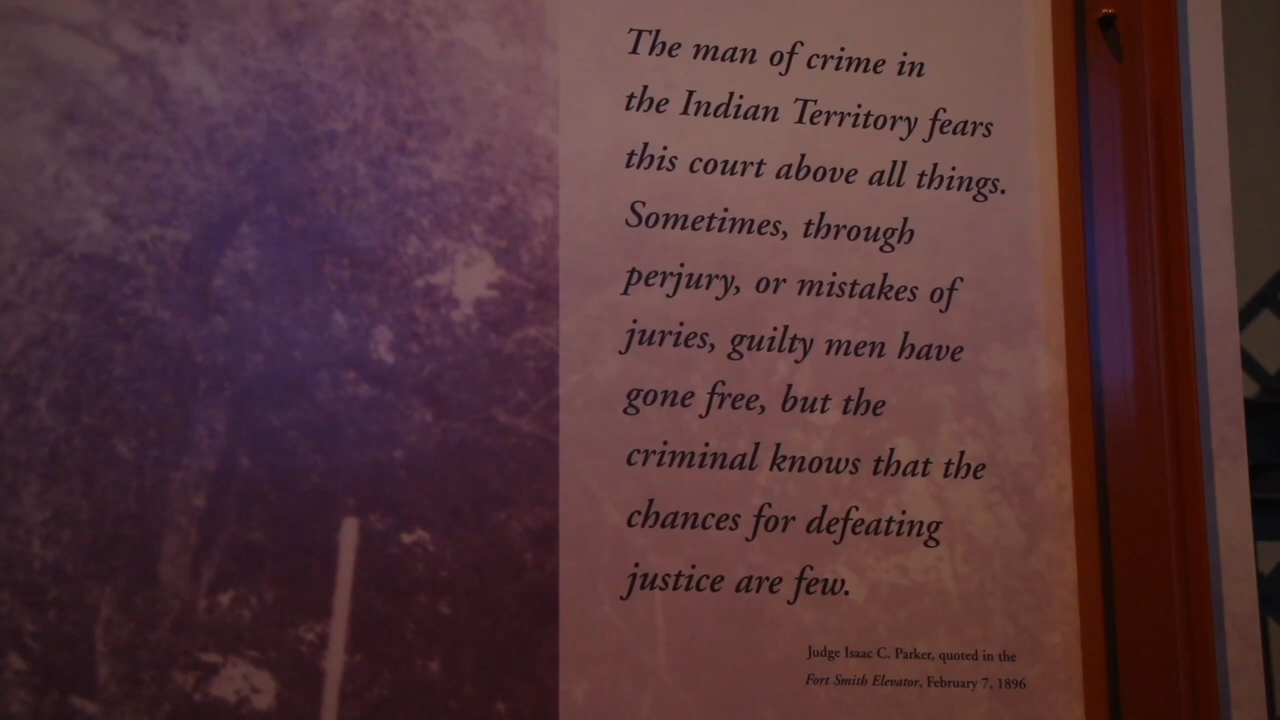 The man of crime in
the Indian Territory fears
this court above all things.
Sometimes, through
perjury, or mistakes of
juries, guilty men have
gone free, but the
criminal knows that the
chances for defeating
justice are few.
Judge Isaac C. Parker, quoted in the
Fort Smith Elevator, February 7, 1896